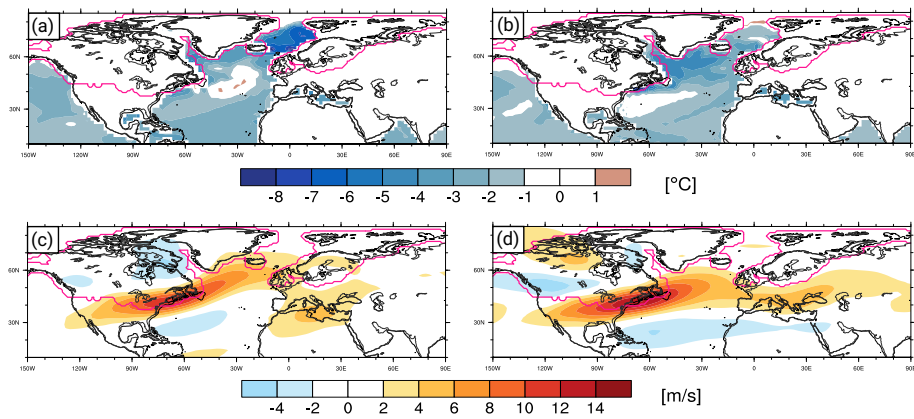 (a) (b)
60N 60N
30N 30N
150W 120W 90W 60W 30W 0 30E 60E 90E 150W 120W 90W 60W 30W 0 30E 60E 90E
-8 -7 -6 -5 -4 -3 -2 -1 0 1 [°C]
(c) (d)
60N 60N
30N 30N
150W 120W 90W 60W 30W 0 30E 60E 90E 150W 120W 90W 60W 30W 0 30E 60E 90E
-4 -2 0 2 4 6 8 10 12 14 [m/s]